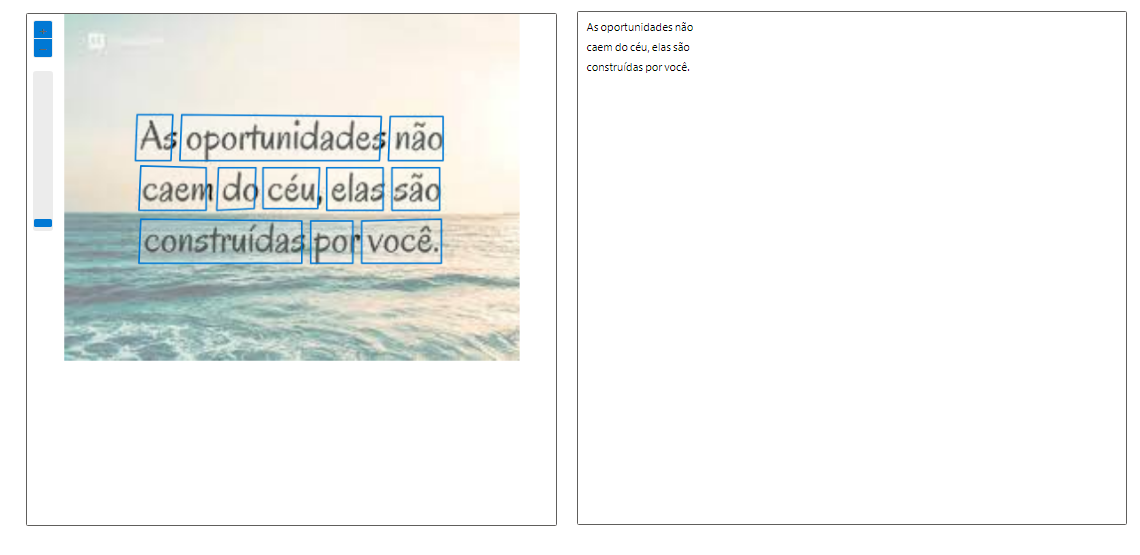 As oportunidades não
caem do céu, elas são
construídas por você.
As oportunidades não
caem do céu, elas são
construídas por você.